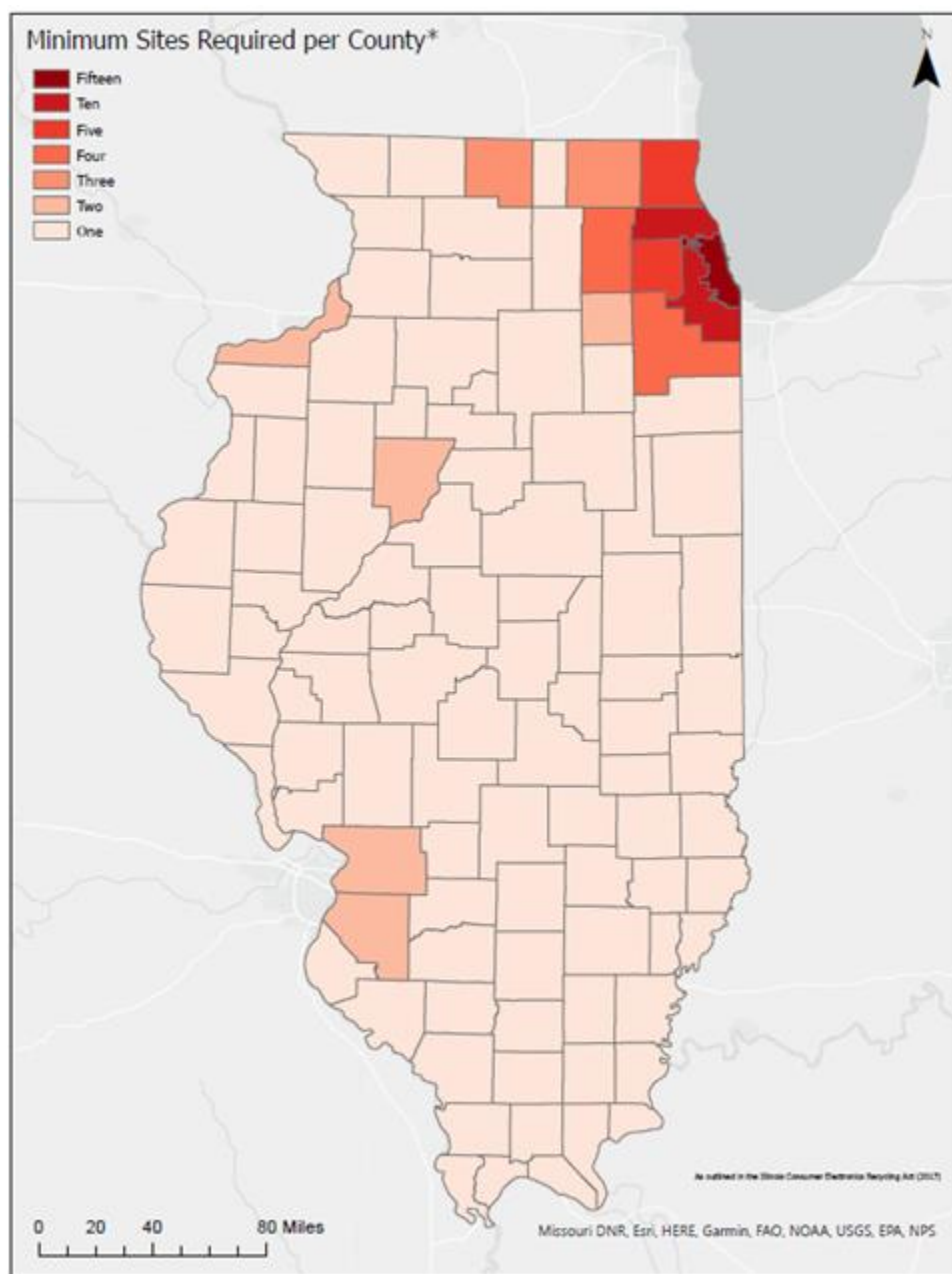 Minimum Sites Required per County*
N
Fifteen
Ten
Five
Four
Three
Two
One
As outlined in the Illinois Consumer Electronics Recycling Act (2017)
0 20 40 80 Miles
Missouri DNR, Esri, HERE, Garmin, FAO, NOAA, USGS, EPA, NPS